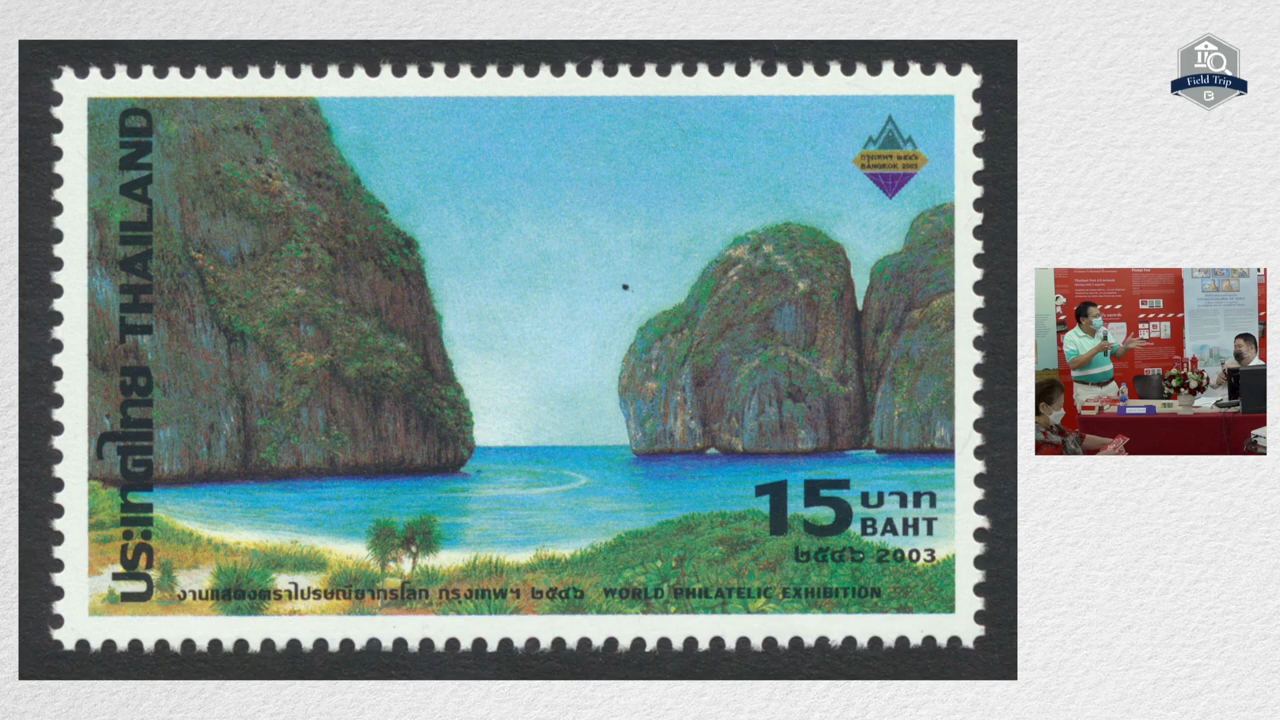 ประเทศไทย THAILAND
กรุงเทพฯ ๒๕๔๖
BANGKOK 2003
15 บาท
BAHT
๒๕๔๖ 2003
งานแสดงตราไปรษณียากรโลก กรุงเทพฯ ๒๕๔๖ WORLD PHILATELIC EXHIBITION
Field Trip